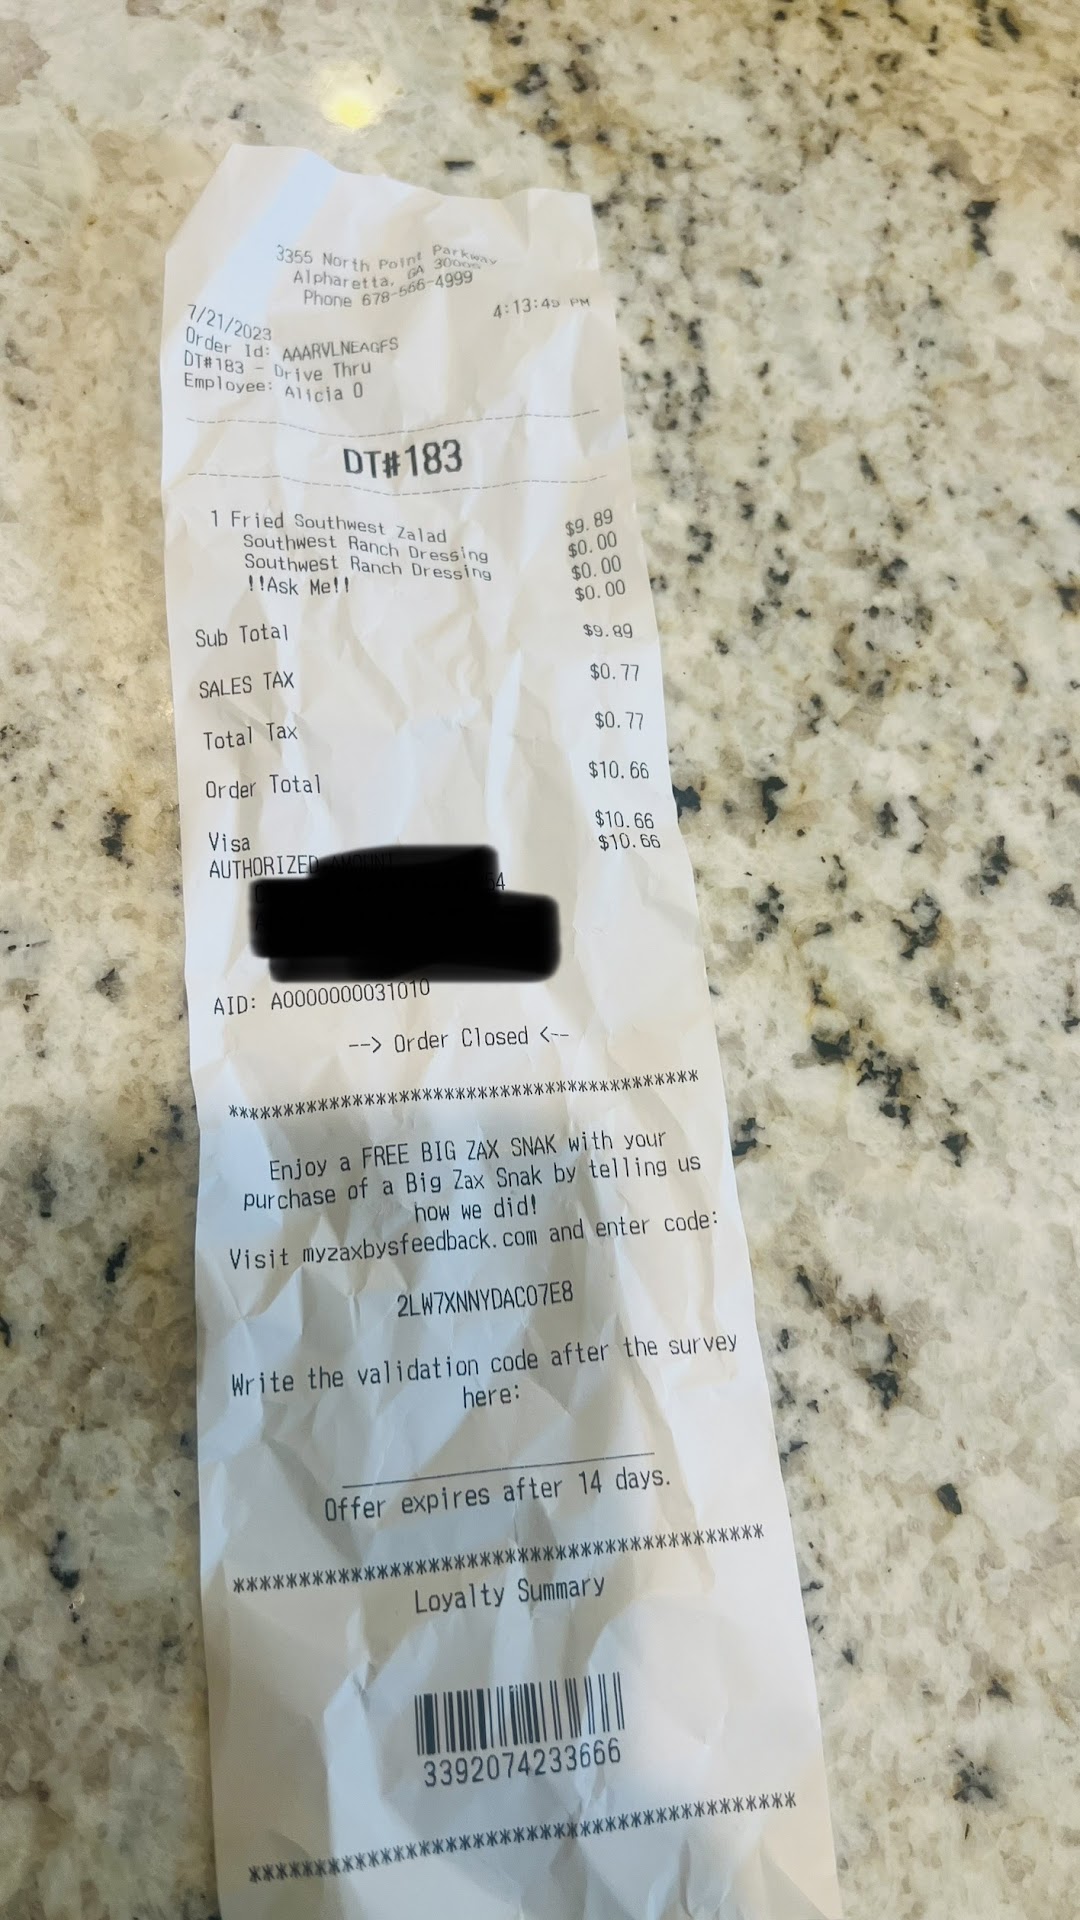 3355 North Point Parkway
Alpharetta, GA
Phone 678-566-4999
7/21/2023 4:13:45 PM
Order Id: AAARVLNEAGFS
DT#183 - Drive Thru
Employee: Alicia O
DT#183
1 Fried Southwest Zalad $9.89
Southwest Ranch Dressing $0.00
Southwest Ranch Dressing $0.00
!!Ask Me!! $0.00
Sub Total $9.89
SALES TAX $0.77
Total Tax $0.77
Order Total $10.66
Visa $10.66
AUTHORIZED AMOUNT $10.66
AID: A0000000031010
--> Order Closed <--
*******************************************
Enjoy a FREE BIG ZAX SNAK with your
purchase of a Big Zax Snak by telling us
how we did!
Visit myzaxbysfeedback.com and enter code:
2LW7XNNYDACO7E8
Write the validation code after the survey
here:
Offer expires after 14 days.
*******************************************
Loyalty Summary
3392074233666
*******************************************